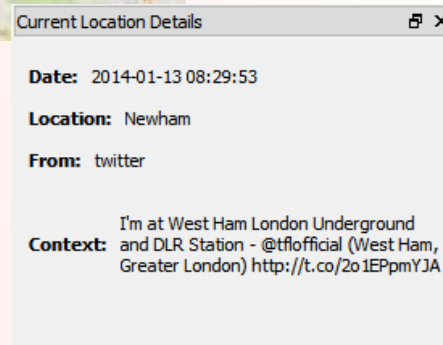 Current Location Details
Date: 2014-01-13 08:29:53
Location: Newham
From: twitter
I'm at West Ham London Underground
Context: and DLR Station - @tflofficial (West Ham,
Greater London) http://t.co/2o1EPpmYJA